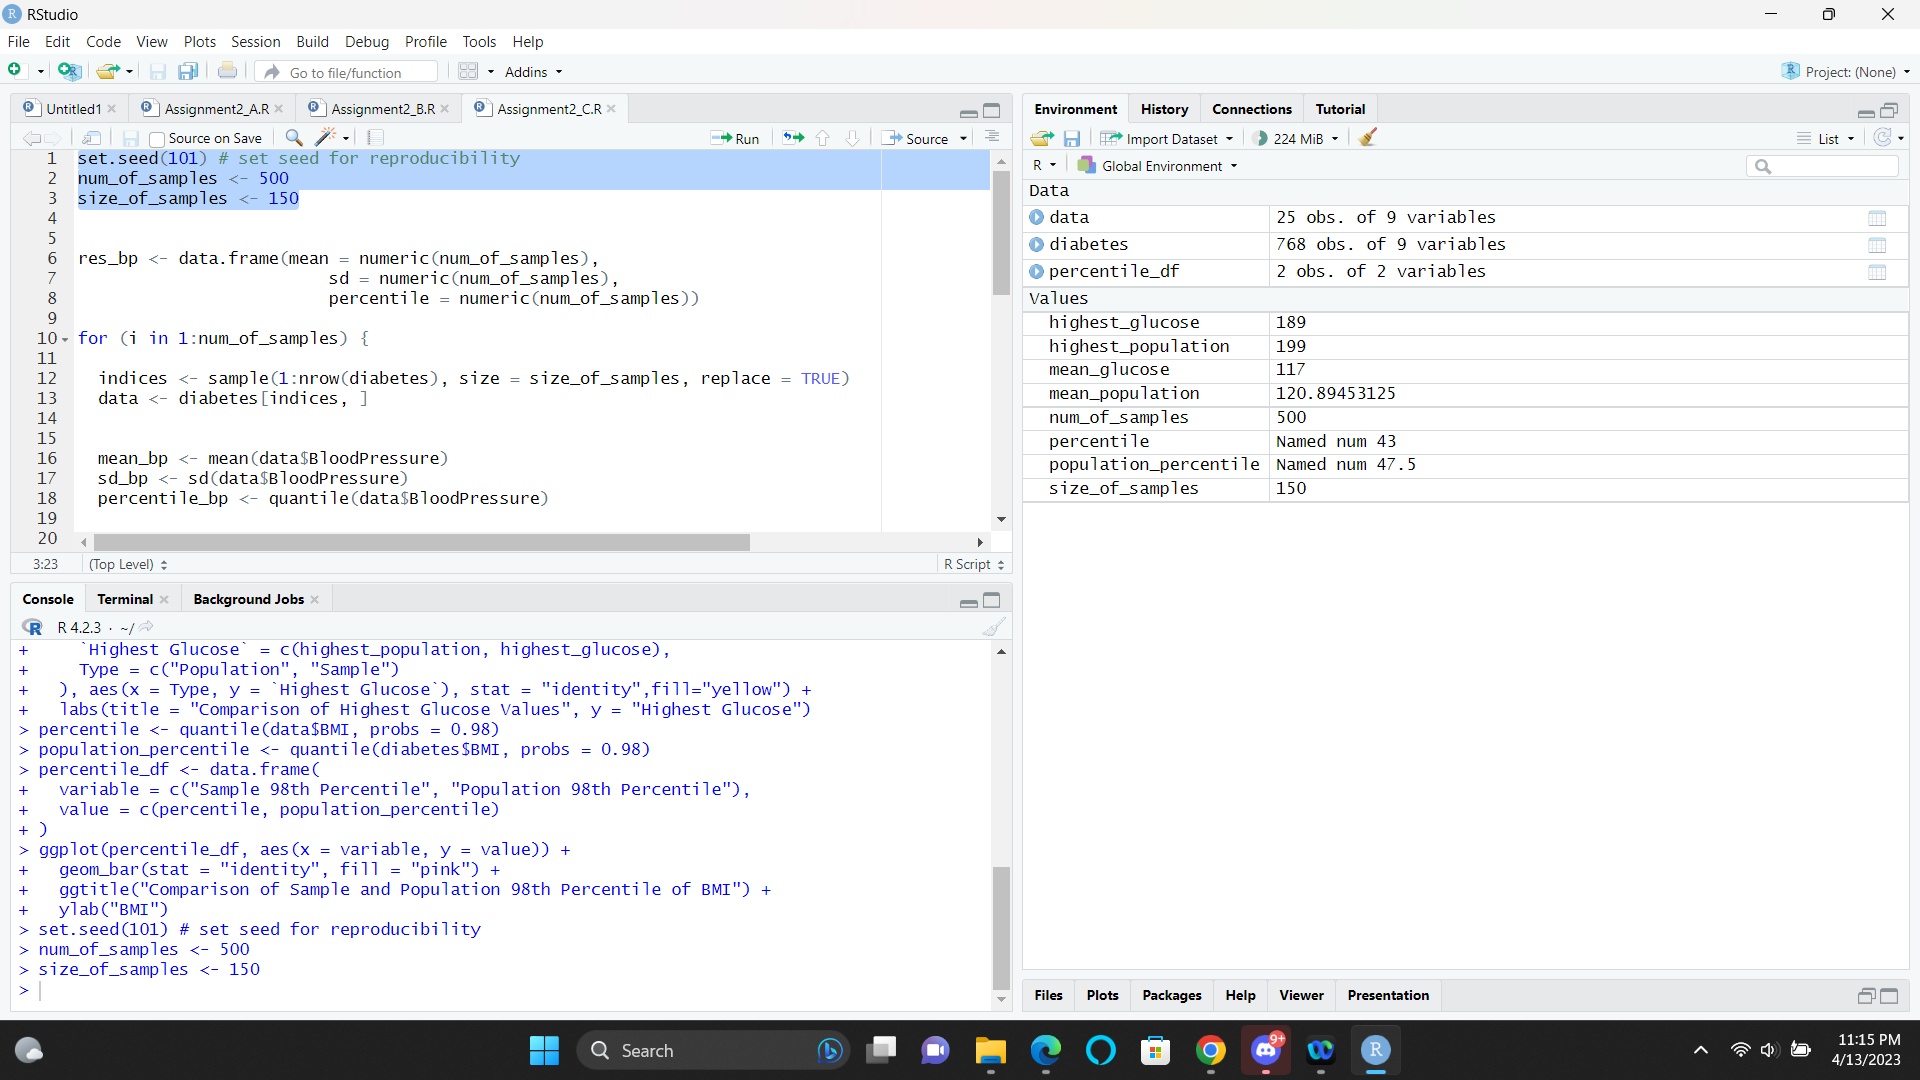 RStudio
File Edit Code View Plots Session Build Debug Profile Tools Help
Go to file/function Addins Project: (None)
Untitled1 Assignment2_A.R Assignment2_B.R Assignment2_C.R
Source on Save Run Source
1 set.seed(101) # set seed for reproducibility
2 num_of_samples <- 500
3 size_of_samples <- 150
4
5
6 res_bp <- data.frame(mean = numeric(num_of_samples),
7 sd = numeric(num_of_samples),
8 percentile = numeric(num_of_samples))
9
10 for (i in 1:num_of_samples) {
11
12 indices <- sample(1:nrow(diabetes), size = size_of_samples, replace = TRUE)
13 data <- diabetes[indices, ]
14
15
16 mean_bp <- mean(data$BloodPressure)
17 sd_bp <- sd(data$BloodPressure)
18 percentile_bp <- quantile(data$BloodPressure)
19
20
3:23 (Top Level) R Script
Console Terminal Background Jobs
R 4.2.3 · ~/
+ `Highest Glucose` = c(highest_population, highest_glucose),
+ Type = c("Population", "Sample")
+ ), aes(x = Type, y = `Highest Glucose`), stat = "identity",fill="yellow") +
+ labs(title = "Comparison of Highest Glucose Values", y = "Highest Glucose")
> percentile <- quantile(data$BMI, probs = 0.98)
> population_percentile <- quantile(diabetes$BMI, probs = 0.98)
> percentile_df <- data.frame(
+ variable = c("Sample 98th Percentile", "Population 98th Percentile"),
+ value = c(percentile, population_percentile)
+ )
> ggplot(percentile_df, aes(x = variable, y = value)) +
+ geom_bar(stat = "identity", fill = "pink") +
+ ggtitle("Comparison of Sample and Population 98th Percentile of BMI") +
+ ylab("BMI")
> set.seed(101) # set seed for reproducibility
> num_of_samples <- 500
> size_of_samples <- 150
>
Environment History Connections Tutorial
Import Dataset 224 MiB List
R Global Environment
Data
data 25 obs. of 9 variables
diabetes 768 obs. of 9 variables
percentile_df 2 obs. of 2 variables
Values
highest_glucose 189
highest_population 199
mean_glucose 117
mean_population 120.89453125
num_of_samples 500
percentile Named num 43
population_percentile Named num 47.5
size_of_samples 150
Files Plots Packages Help Viewer Presentation
Search
9+
R
11:15 PM
4/13/2023